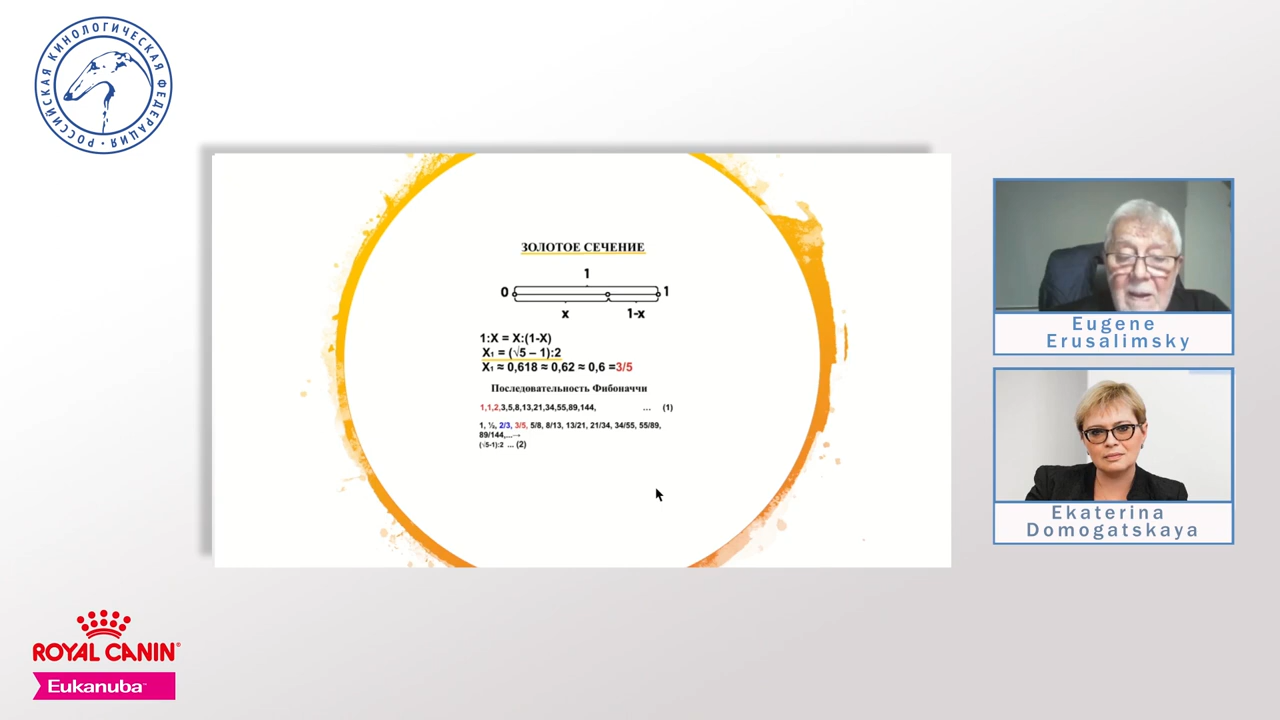 РОССИЙСКАЯ КИНОЛОГИЧЕСКАЯ ФЕДЕРАЦИЯ
ЗОЛОТОЕ СЕЧЕНИЕ
1
0 1
x 1-x
1:X = X:(1-X)
X₁ = (√5 – 1):2
X₁ ≈ 0,618 ≈ 0,62 ≈ 0,6 =3/5
Последовательность Фибоначчи
1,1,2,3,5,8,13,21,34,55,89,144, ... (1)
1, ½, 2/3, 3/5, 5/8, 8/13, 13/21, 21/34, 34/55, 55/89,
89/144,...→
(√5-1):2 ... (2)
Eugene
Erusalimsky
Ekaterina
Domogatskaya
ROYAL CANIN®
Eukanuba™